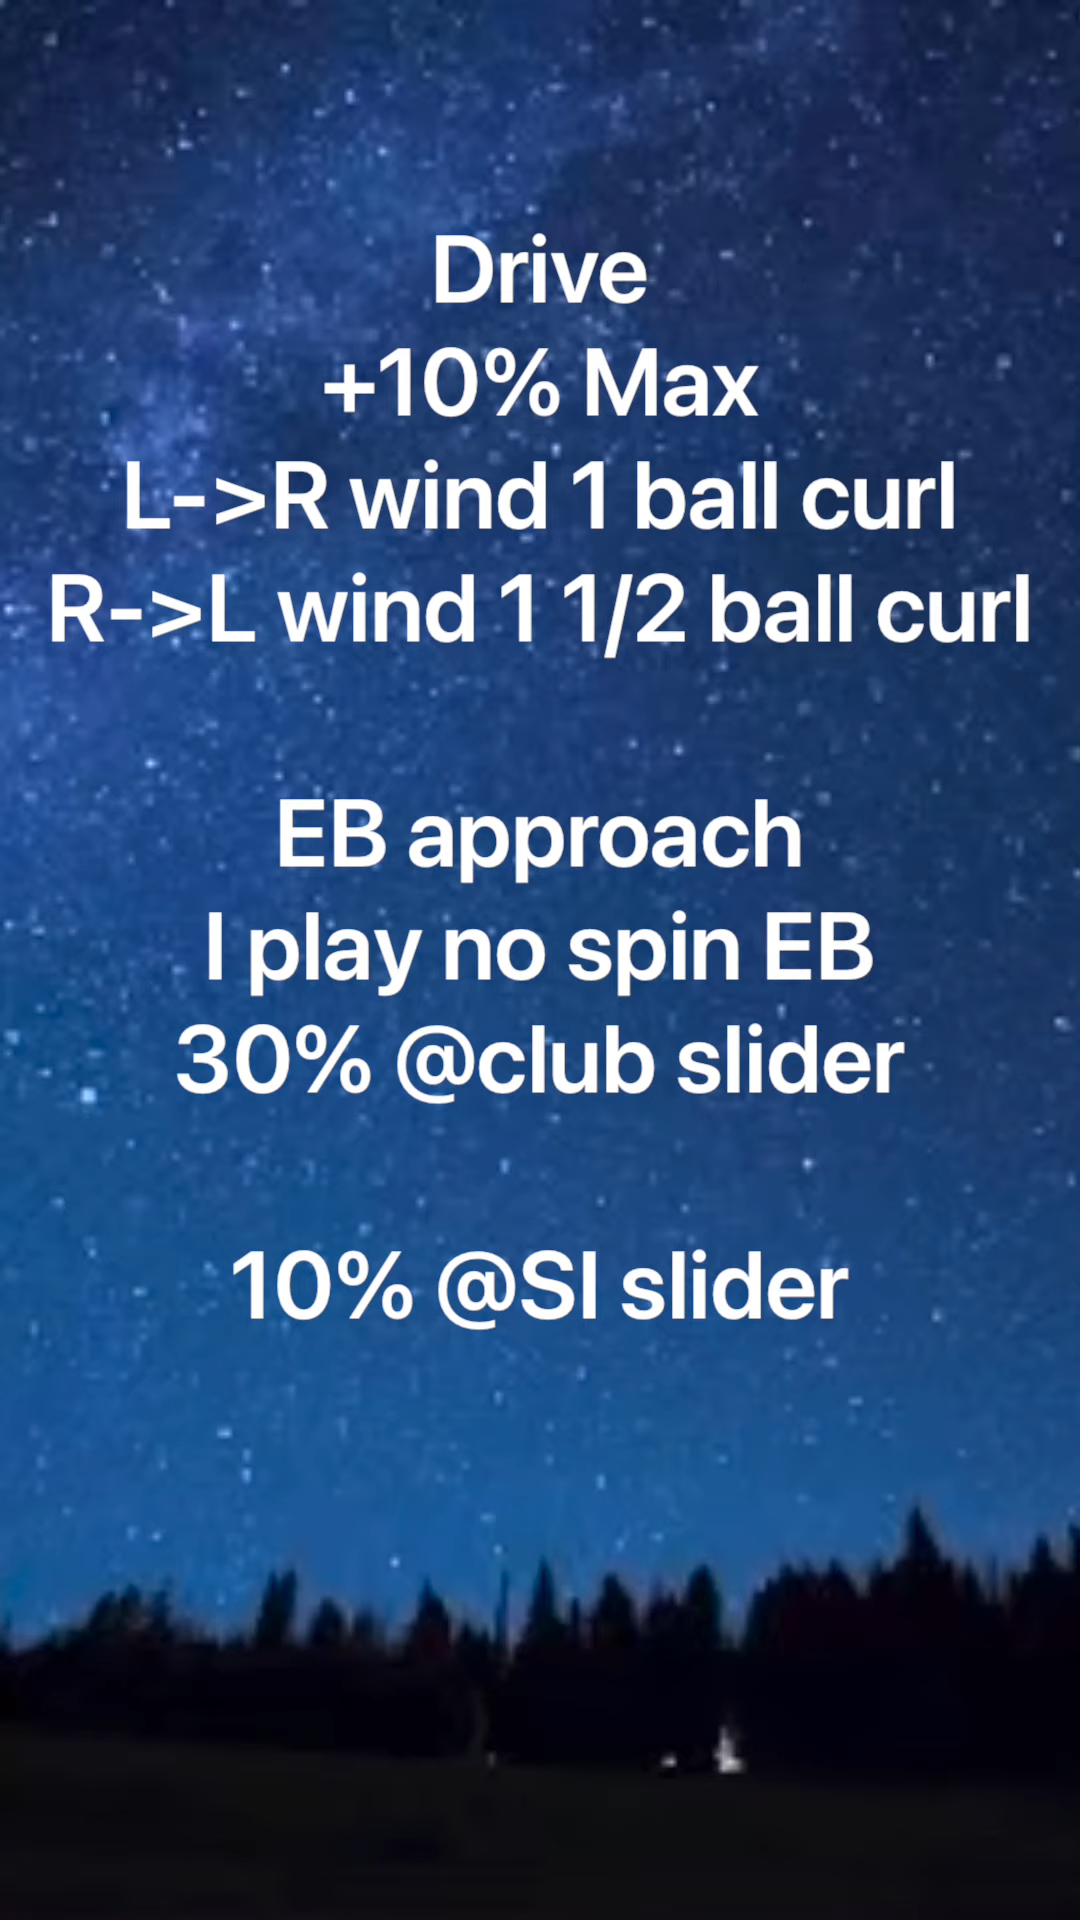 Drive
+10% Max
L->R wind 1 ball curl
R->L wind 1 1/2 ball curl
EB approach
I play no spin EB
30% @club slider
10% @SI slider